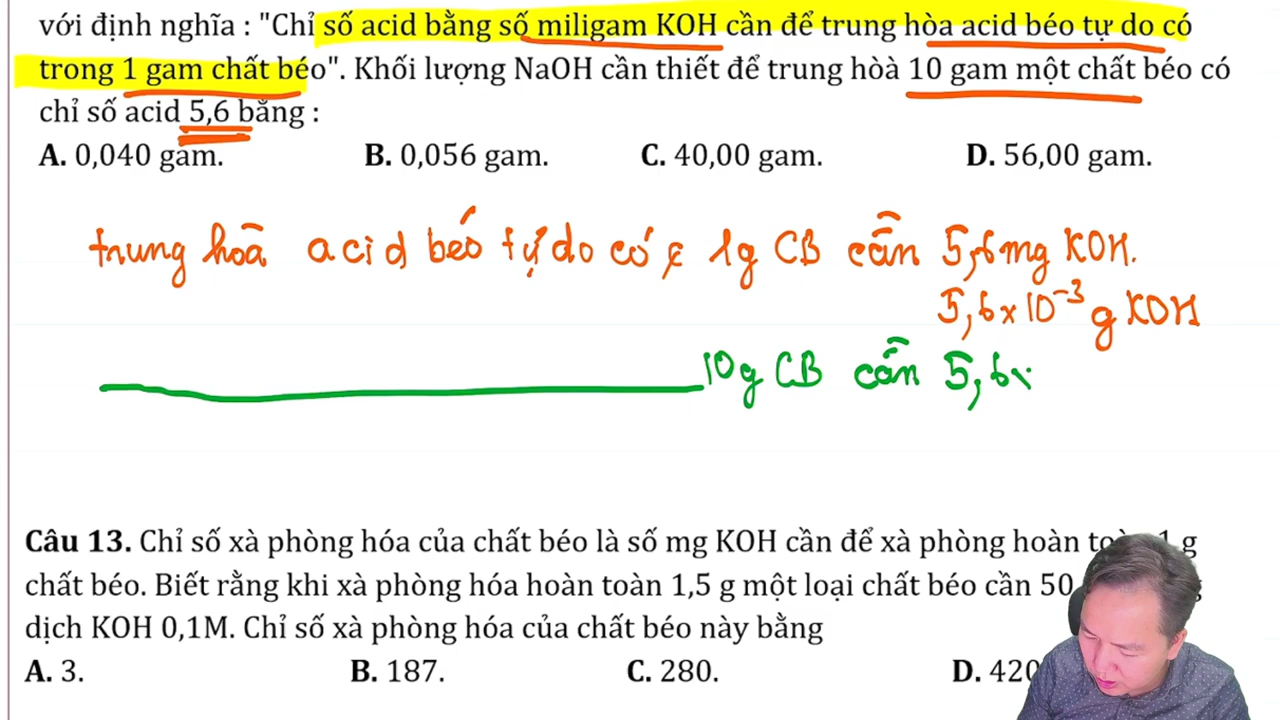 với định nghĩa : "Chỉ số acid bằng số miligam KOH cần để trung hòa acid béo tự do có
trong 1 gam chất béo". Khối lượng NaOH cần thiết để trung hoà 10 gam một chất béo có
chỉ số acid 5,6 bằng :
A. 0,040 gam. B. 0,056 gam. C. 40,00 gam. D. 56,00 gam.
trung hoà acid béo tự do có 1g CB cần 5,6mg KOH.
5,6x10⁻³ g KOH
10g CB cần 5,6x
Câu 13. Chỉ số xà phòng hóa của chất béo là số mg KOH cần để xà phòng hoàn 1 g
chất béo. Biết rằng khi xà phòng hóa hoàn toàn 1,5 g một loại chất béo cần 50
dịch KOH 0,1M. Chỉ số xà phòng hóa của chất béo này bằng
A. 3. B. 187. C. 280. D. 420